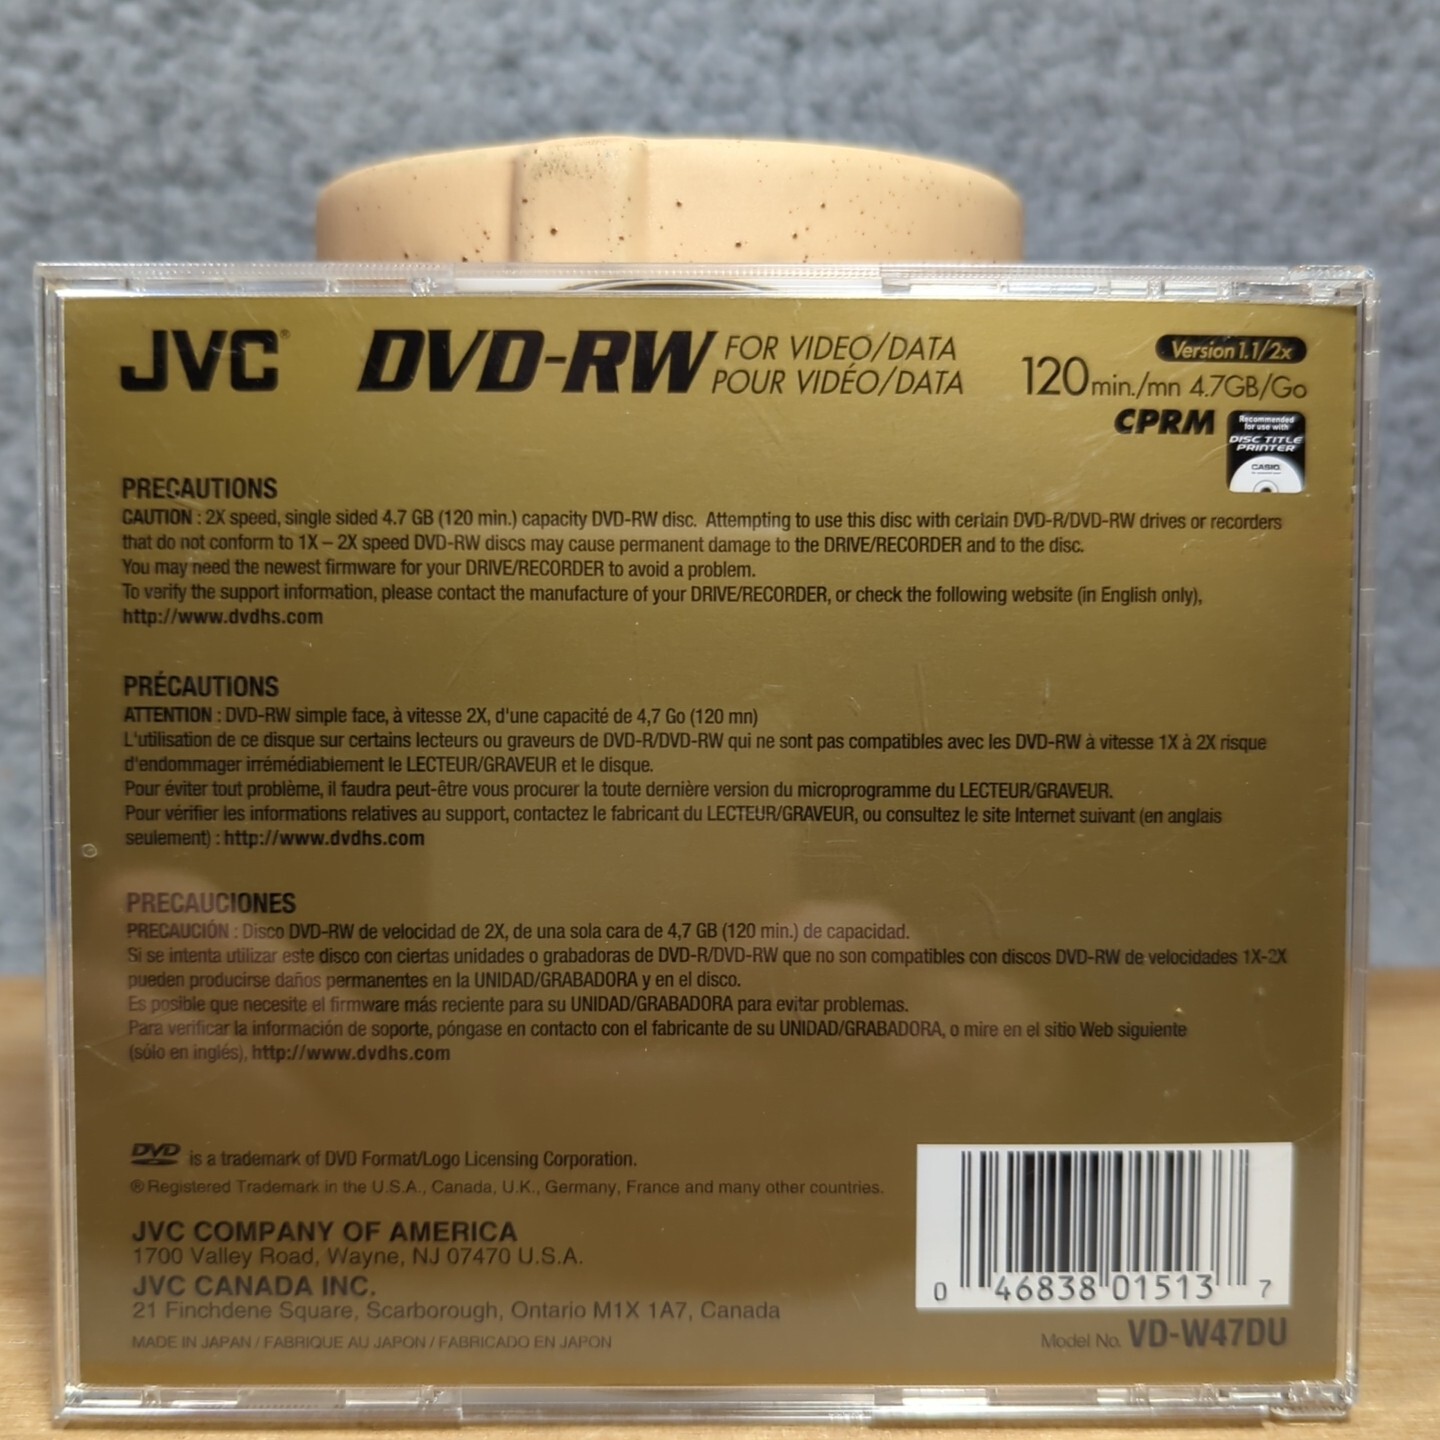 JVC®
DVD-RW
FOR VIDEO/DATA
POUR VIDÉO/DATA
Version 1.1/2x
120min./mn 4.7GB/Go
CPRM
Recommended
for use with
DISC TITLE
PRINTER
CASIO
PRECAUTIONS
CAUTION : 2X speed, single sided 4.7 GB (120 min.) capacity DVD-RW disc. Attempting to use this disc with certain DVD-R/DVD-RW drives or recorders
that do not conform to 1X – 2X speed DVD-RW discs may cause permanent damage to the DRIVE/RECORDER and to the disc.
You may need the newest firmware for your DRIVE/RECORDER to avoid a problem.
To verify the support information, please contact the manufacture of your DRIVE/RECORDER, or check the following website (in English only),
http://www.dvdhs.com
PRÉCAUTIONS
ATTENTION : DVD-RW simple face, à vitesse 2X, d'une capacité de 4,7 Go (120 mn)
L'utilisation de ce disque sur certains lecteurs ou graveurs de DVD-R/DVD-RW qui ne sont pas compatibles avec les DVD-RW à vitesse 1X à 2X risque
d'endommager irrémédiablement le LECTEUR/GRAVEUR et le disque.
Pour éviter tout problème, il faudra peut-être vous procurer la toute dernière version du microprogramme du LECTEUR/GRAVEUR.
Pour vérifier les informations relatives au support, contactez le fabricant du LECTEUR/GRAVEUR, ou consultez le site Internet suivant (en anglais
seulement) : http://www.dvdhs.com
PRECAUCIONES
PRECAUCIÓN : Disco DVD-RW de velocidad de 2X, de una sola cara de 4,7 GB (120 min.) de capacidad.
Si se intenta utilizar este disco con ciertas unidades o grabadoras de DVD-R/DVD-RW que no son compatibles con discos DVD-RW de velocidades 1X-2X
pueden producirse daños permanentes en la UNIDAD/GRABADORA y en el disco.
Es posible que necesite el firmware más reciente para su UNIDAD/GRABADORA para evitar problemas.
Para verificar la información de soporte, póngase en contacto con el fabricante de su UNIDAD/GRABADORA, o mire en el sitio Web siguiente
(sólo en inglés), http://www.dvdhs.com
DVD is a trademark of DVD Format/Logo Licensing Corporation.
® Registered Trademark in the U.S.A., Canada, U.K., Germany, France and many other countries.
JVC COMPANY OF AMERICA
1700 Valley Road, Wayne, NJ 07470 U.S.A.
JVC CANADA INC.
21 Finchdene Square, Scarborough, Ontario M1X 1A7, Canada
MADE IN JAPAN / FABRIQUE AU JAPON / FABRICADO EN JAPON
0 46838 01513 7
Model No. VD-W47DU